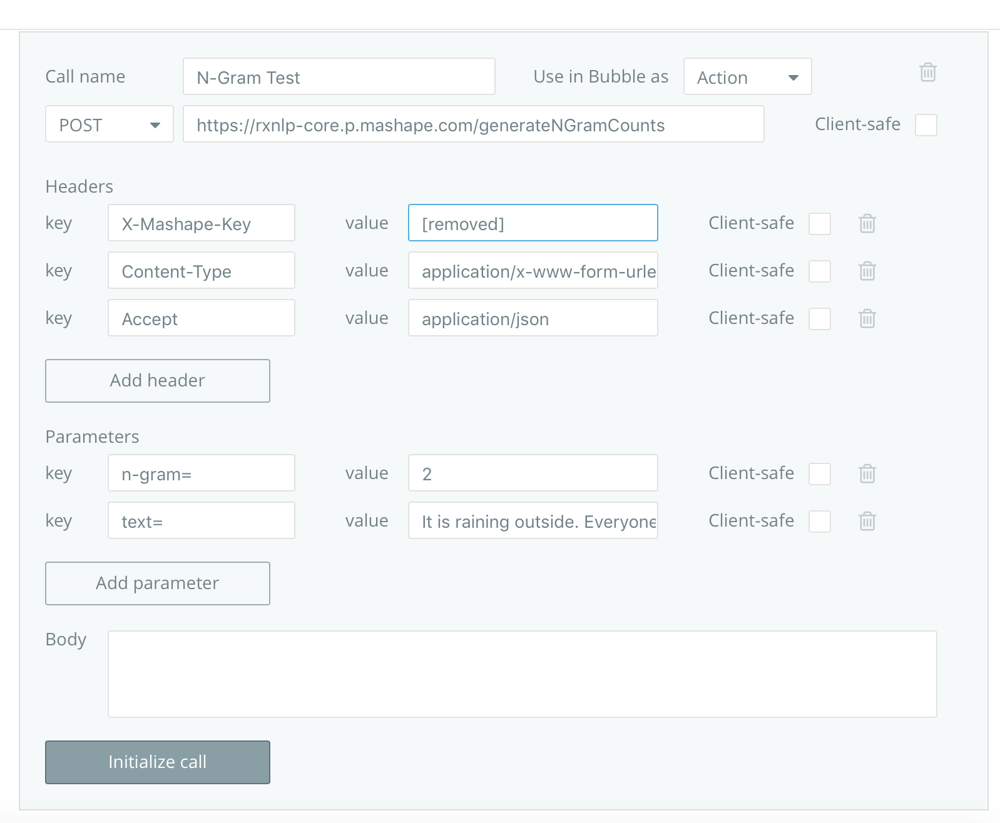 Call name N-Gram Test Use in Bubble as Action
POST https://rxnlp-core.p.mashape.com/generateNGramCounts Client-safe
Headers
key X-Mashape-Key value [removed] Client-safe
key Content-Type value application/x-www-form-urle Client-safe
key Accept value application/json Client-safe
Add header
Parameters
key n-gram= value 2 Client-safe
key text= value It is raining outside. Everyone Client-safe
Add parameter
Body
Initialize call